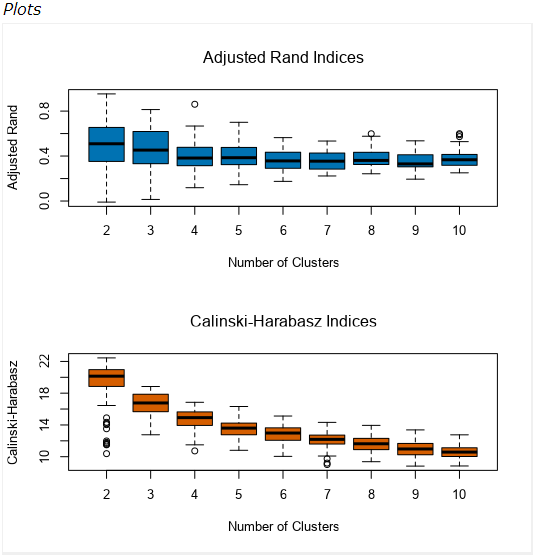 Plots
Adjusted Rand Indices
Adjusted Rand
0.0 0.4 0.8
2 3 4 5 6 7 8 9 10
Number of Clusters
Calinski-Harabasz Indices
Calinski-Harabasz
10 14 18 22
2 3 4 5 6 7 8 9 10
Number of Clusters